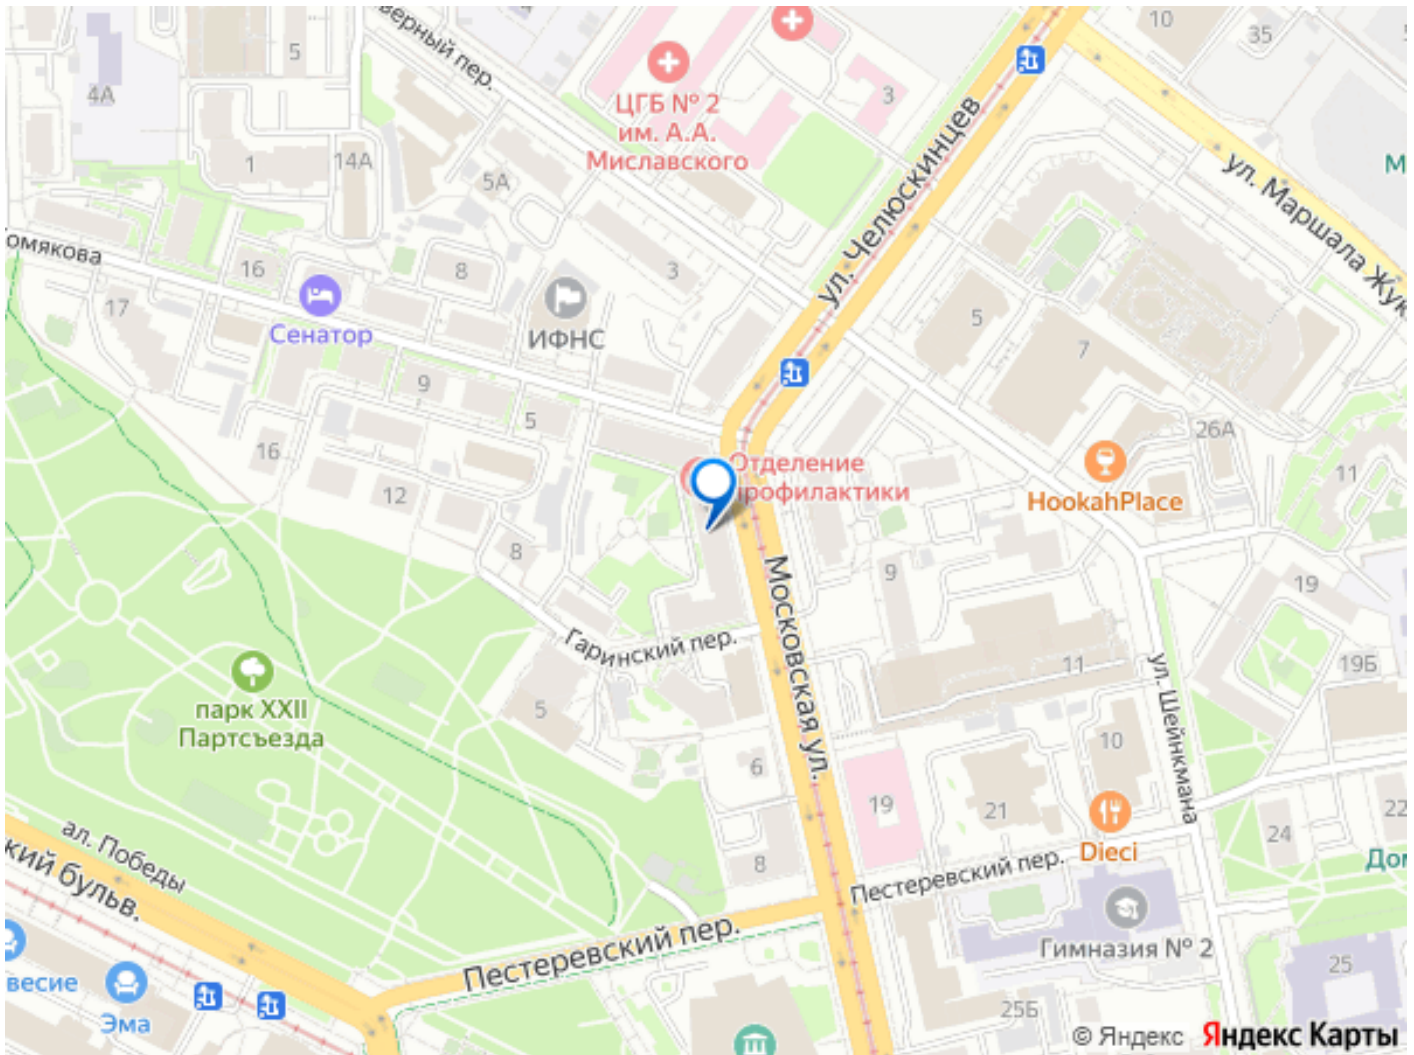 верный пер.
10
35
5
4А
ЦГБ № 2
им. А.А.
Миславского
3
ул. Челюскинцев
ул. Маршала Жук
М
1
14А
5А
омякова
16
8
3
17
Сенатор
ИФНС
5
7
9
5
26А
16
12
Отделение
рофилактики
HookahPlace
11
8
9
19
Московская ул.
Гаринский пер.
11
19Б
ул. Шейнкмана
парк XXII
Партсъезда
5
10
6
19
21
22
24
Dieci
Дом
8
ал. Победы
кий бульв.
Пестеревский пер.
Пестеревский пер.
Гимназия № 2
25
весие
Эма
25Б
© Яндекс Яндекс Карты